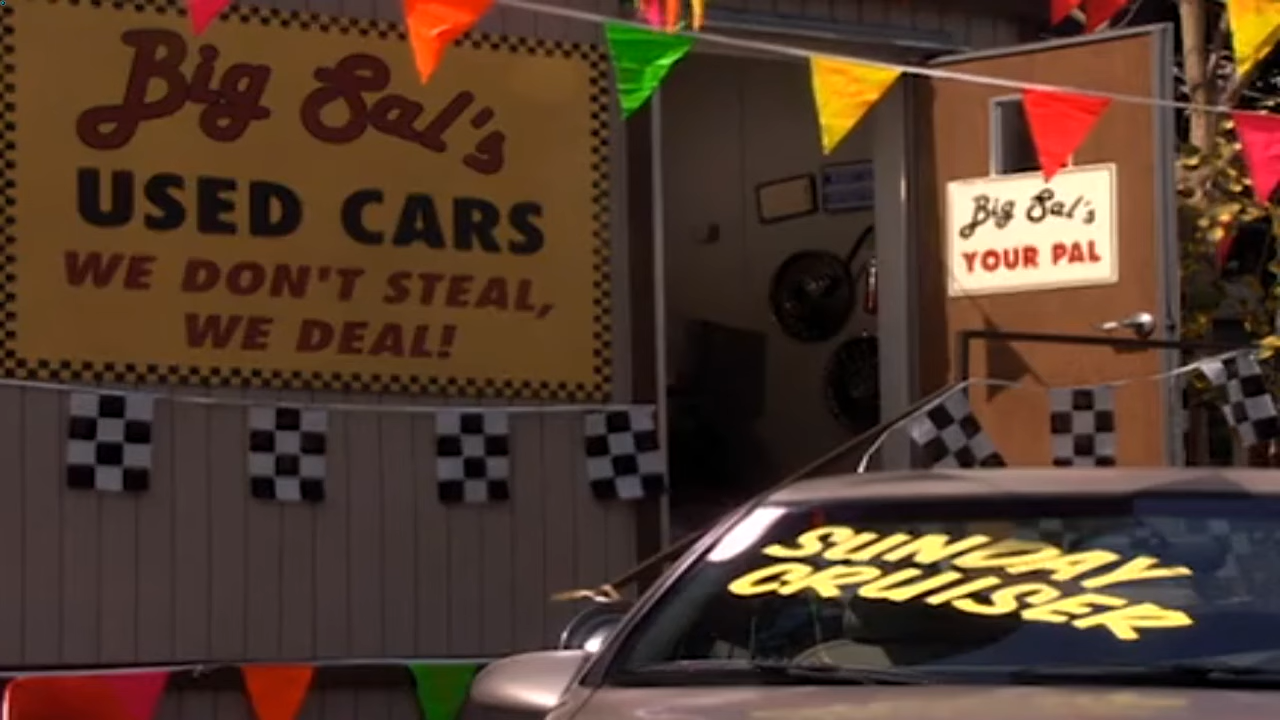 Big Sal's
USED CARS
WE DON'T STEAL,
WE DEAL!
Big Sal's
YOUR PAL
SUNDAY
CRUISER